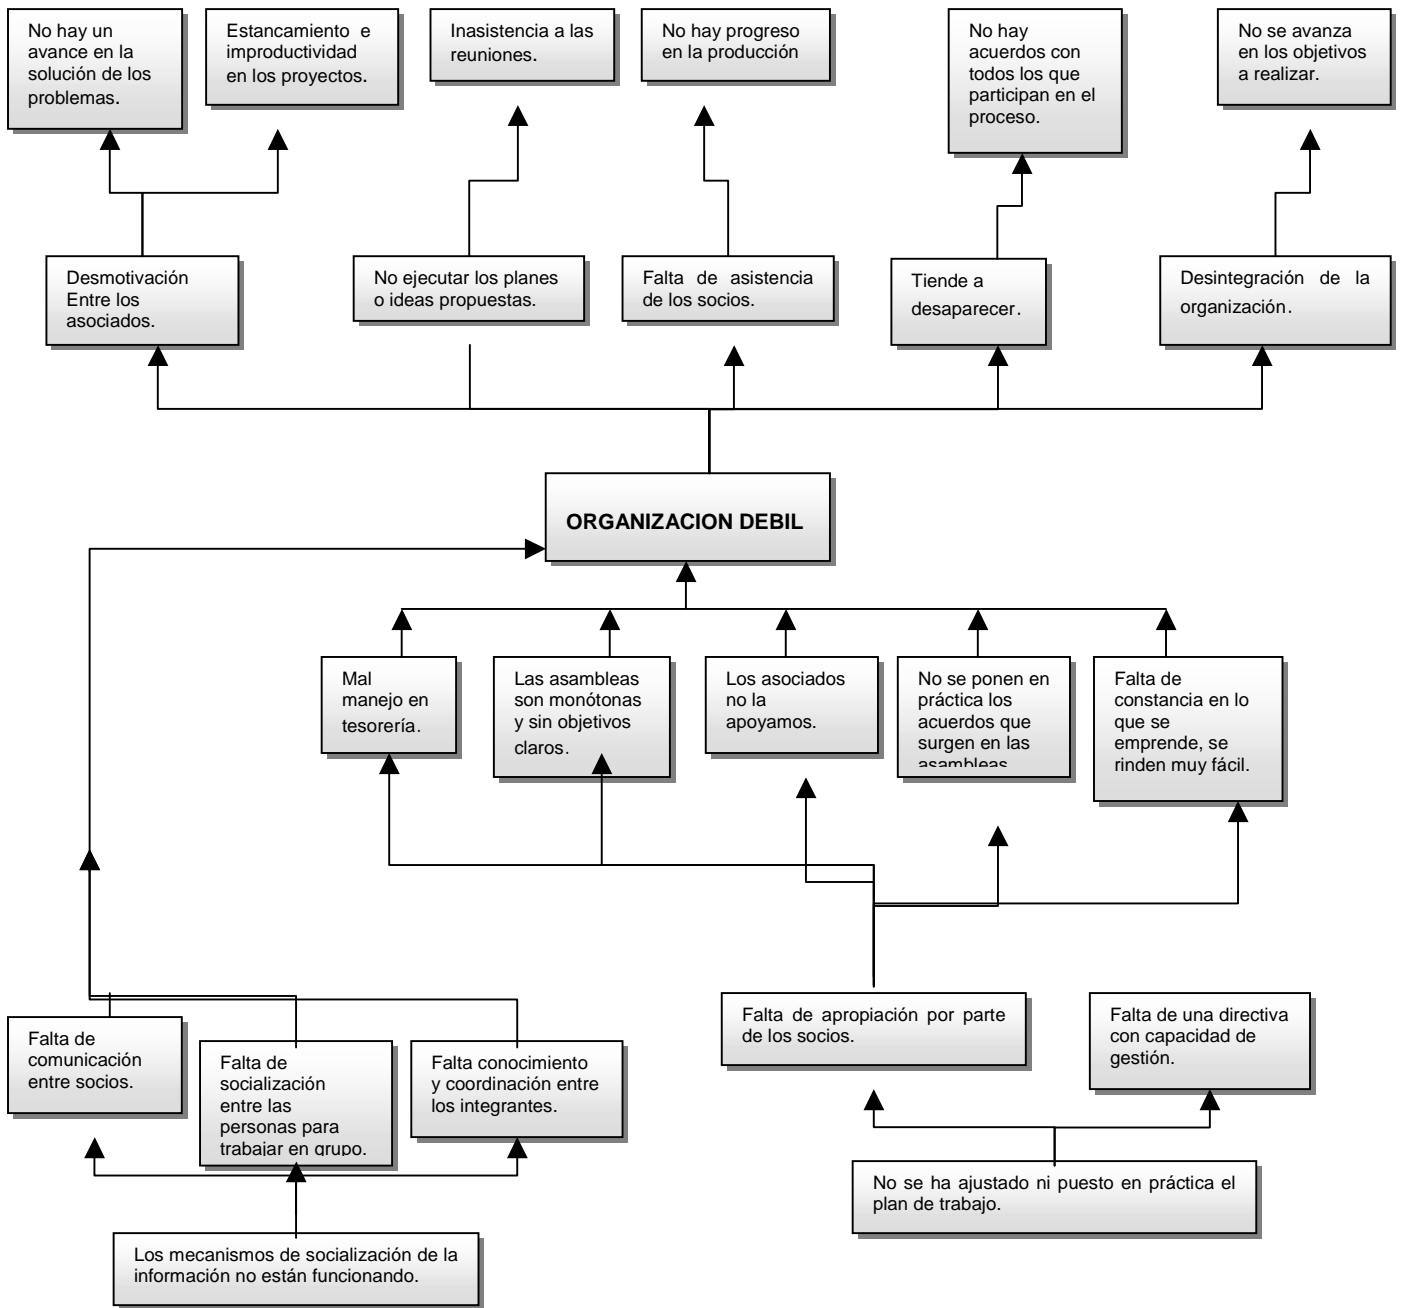 No hay un
avance en la
solución de los
problemas.
Estancamiento e
improductividad
en los proyectos.
Inasistencia a las
reuniones.
No hay progreso
en la producción
No hay
acuerdos con
todos los que
participan en el
proceso.
No se avanza
en los objetivos
a realizar.
Desmotivación
Entre los
asociados.
No ejecutar los planes
o ideas propuestas.
Falta de asistencia
de los socios.
Tiende a
desaparecer.
Desintegración de la
organización.
ORGANIZACION DEBIL
Mal
manejo en
tesorería.
Las asambleas
son monótonas
y sin objetivos
claros.
Los asociados
no la
apoyamos.
No se ponen en
práctica los
acuerdos que
surgen en las
asambleas
Falta de
constancia en lo
que se
emprende, se
rinden muy fácil.
Falta de
comunicación
entre socios.
Falta de
socialización
entre las
personas para
trabajar en grupo.
Falta conocimiento
y coordinación entre
los integrantes.
Falta de apropiación por parte
de los socios.
Falta de una directiva
con capacidad de
gestión.
No se ha ajustado ni puesto en práctica el
plan de trabajo.
Los mecanismos de socialización de la
información no están funcionando.